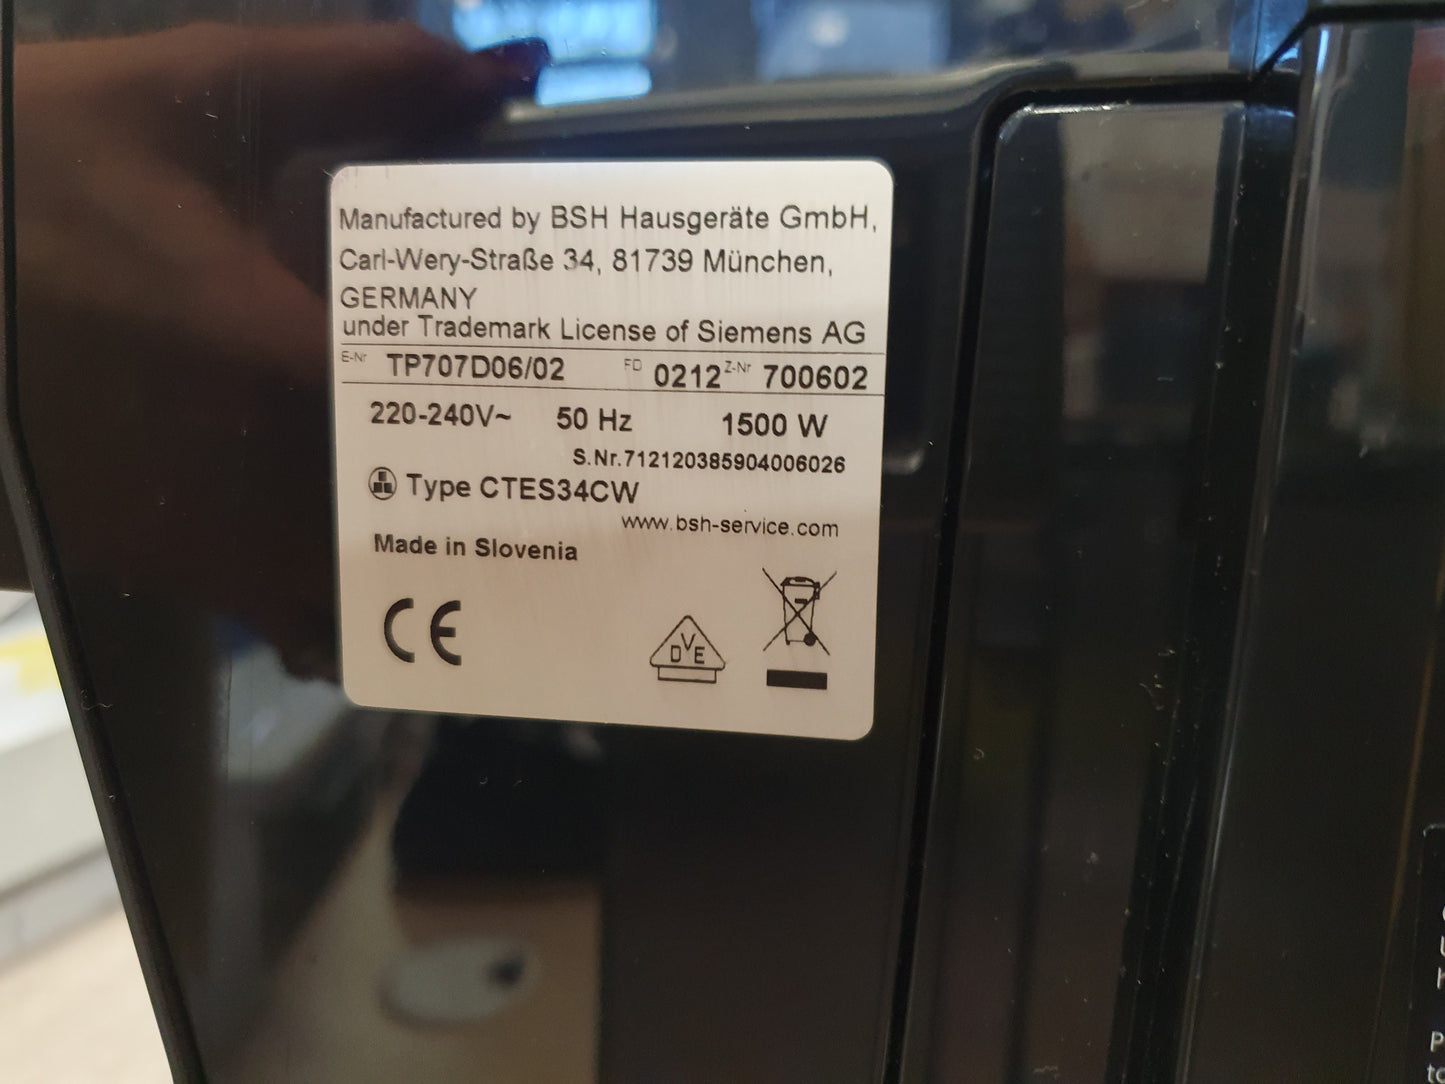 Manufactured by BSH Hausgeräte GmbH,
Carl-Wery-Straße 34, 81739 München,
GERMANY
under Trademark License of Siemens AG
E-Nr TP707D06/02 FD 0212 Z-Nr 700602
220-240V~ 50 Hz 1500 W
S.Nr.712120385904006026
Type CTES34CW
www.bsh-service.com
Made in Slovenia
CE
DVE